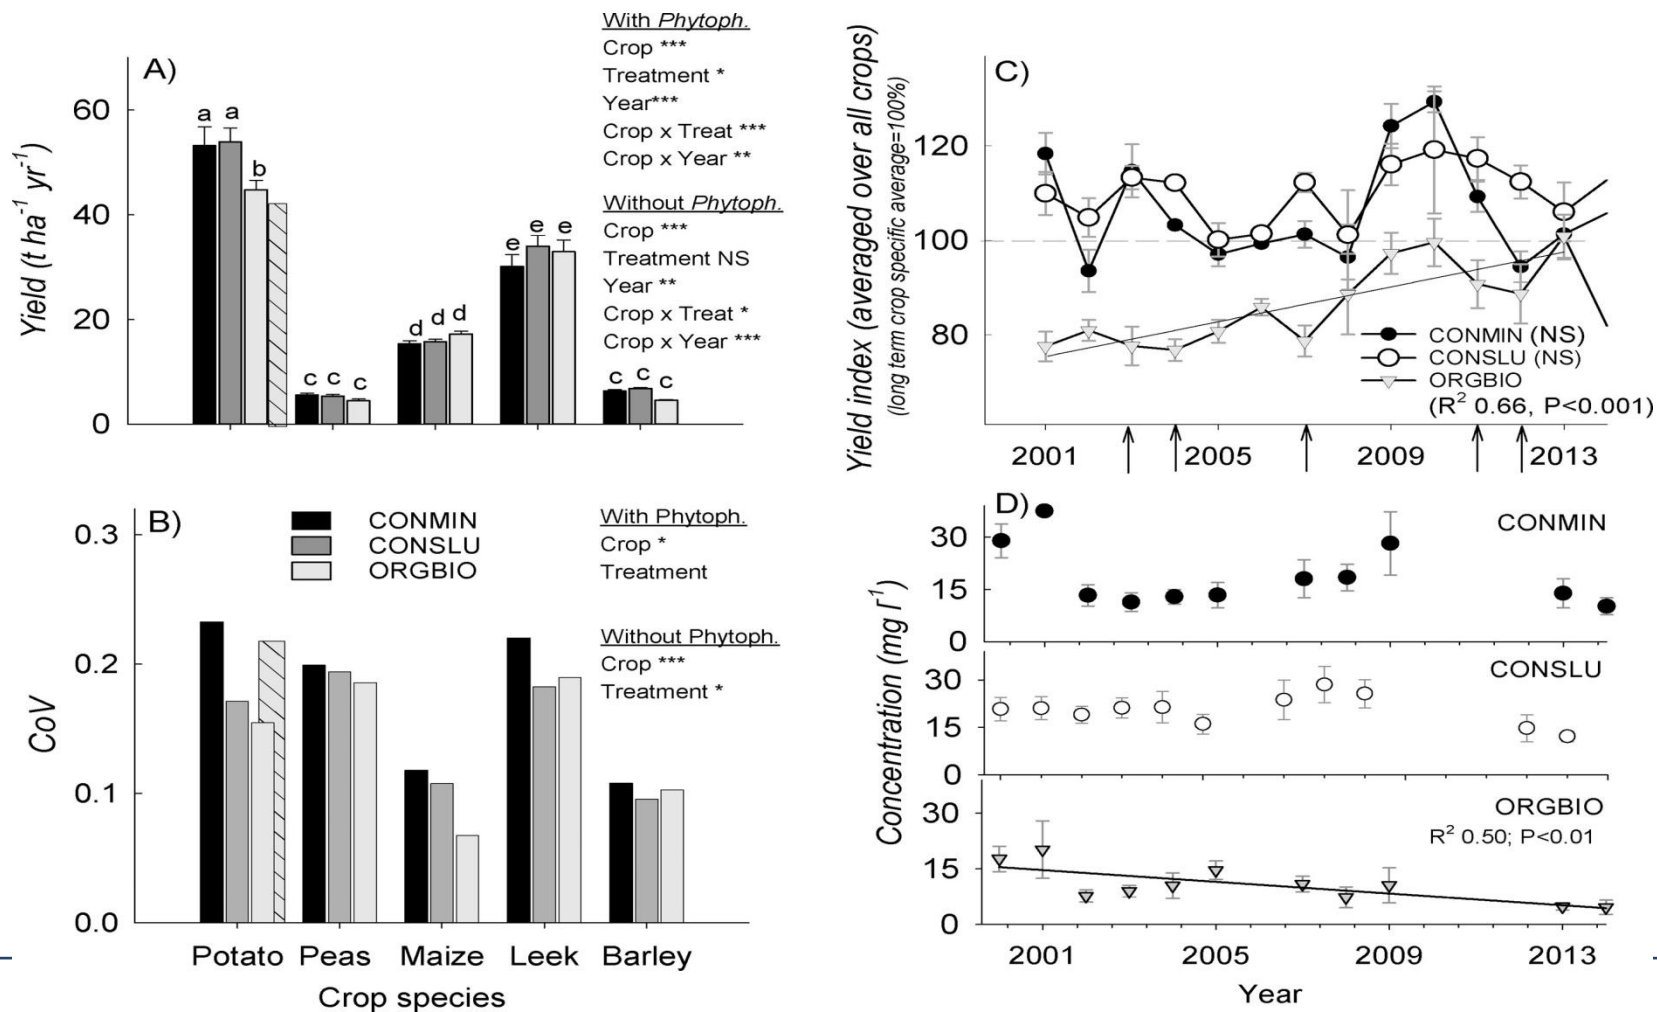 A)
Yield (t ha-1 yr-1)
60
40
20
0
a a b
c c c
d d d
e e e
c c c
With Phytoph.
Crop ***
Treatment *
Year***
Crop x Treat ***
Crop x Year **
Without Phytoph.
Crop ***
Treatment NS
Year **
Crop x Treat *
Crop x Year ***
B)
CoV
0.3
0.2
0.1
0.0
CONMIN
CONSLU
ORGBIO
With Phytoph.
Crop *
Treatment
Without Phytoph.
Crop ***
Treatment *
Potato Peas Maize Leek Barley
Crop species
C)
Yield index (averaged over all crops)
(long term crop specific average=100%)
120
100
80
CONMIN (NS)
CONSLU (NS)
ORGBIO
(R2 0.66, P<0.001)
2001 2005 2009 2013
D)
Concentration (mg l-1)
CONMIN
30
15
0
CONSLU
30
15
0
ORGBIO
R2 0.50; P<0.01
30
15
0
2001 2005 2009 2013
Year